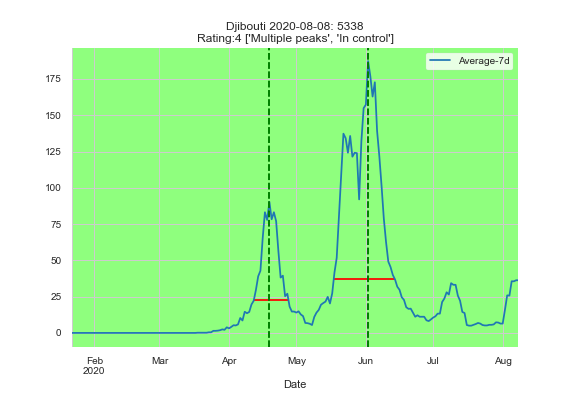 Djibouti 2020-08-08: 5338
Rating:4 ['Multiple peaks', 'In control']
Average-7d
175
150
125
100
75
50
25
0
Feb
2020
Mar
Apr
May
Jun
Jul
Aug
Date